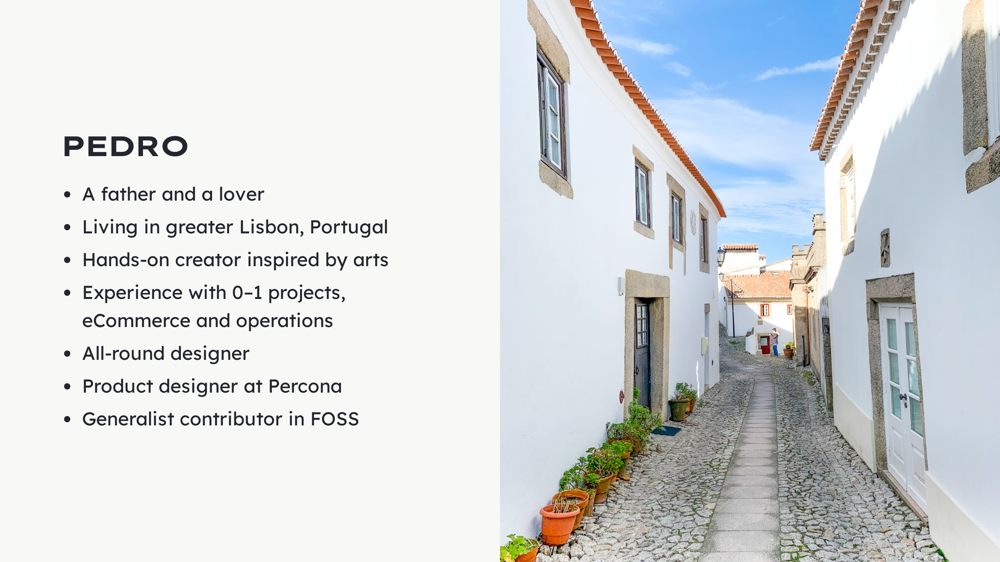 PEDRO
• A father and a lover
• Living in greater Lisbon, Portugal
• Hands-on creator inspired by arts
• Experience with 0–1 projects,
eCommerce and operations
• All-round designer
• Product designer at Percona
• Generalist contributor in FOSS